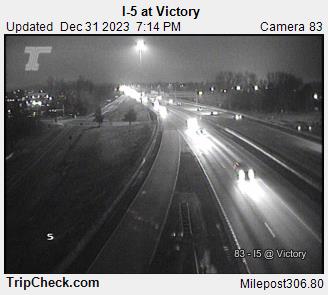 I-5 at Victory
Updated Dec 31 2023 7:14 PM Camera 83
T
S
83 - I5 @ Victory
TripCheck.com Milepost306.80